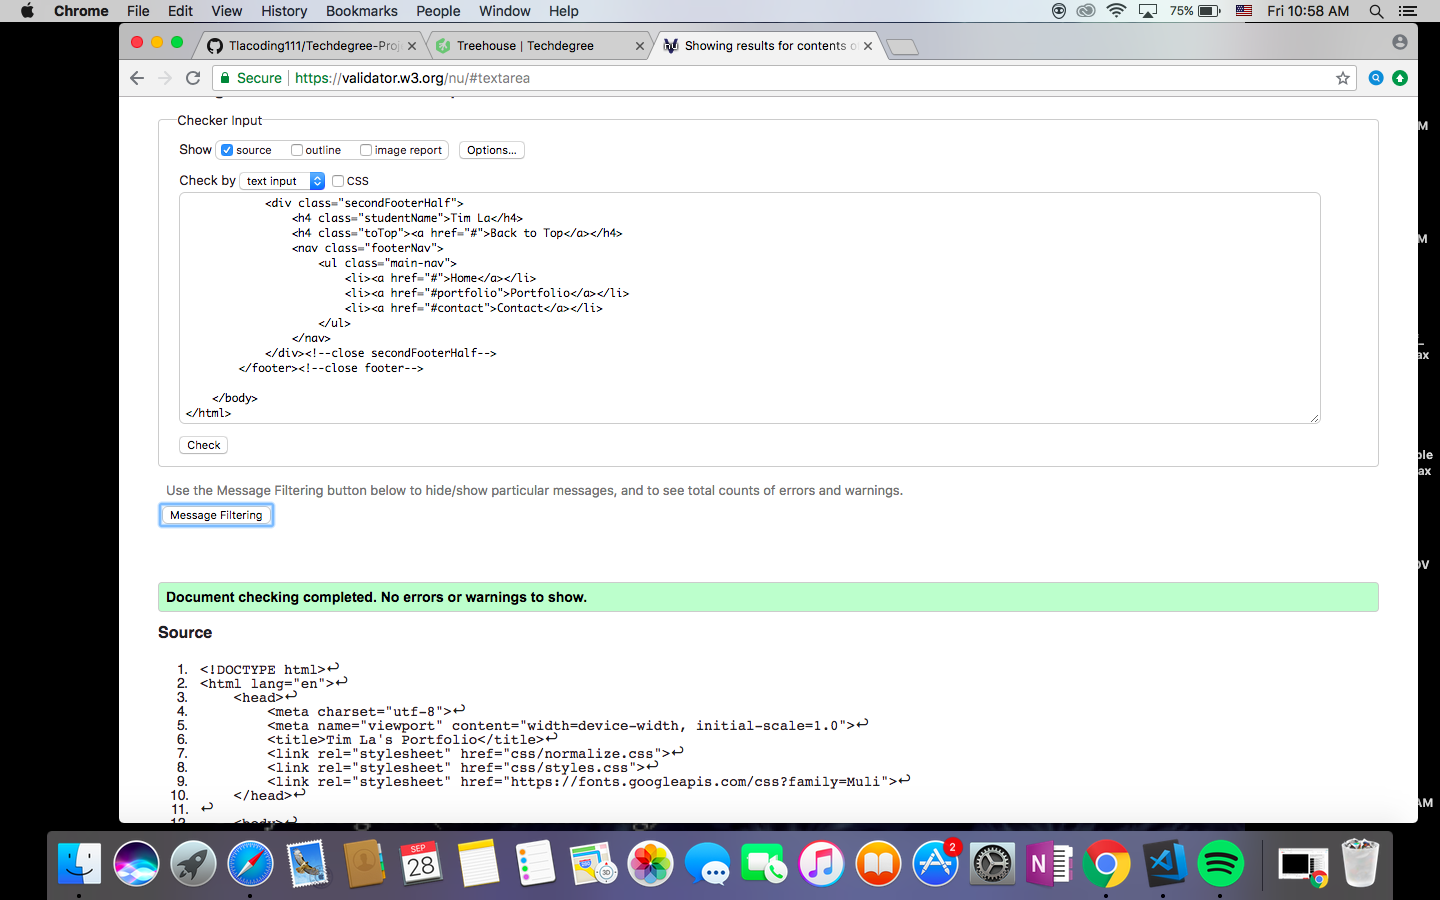 Chrome File Edit View History Bookmarks People Window Help 75% Fri 10:58 AM
Tlacoding111/Techdegree-Proj Treehouse | Techdegree Showing results for contents o
Secure https://validator.w3.org/nu/#textarea
Checker Input
Show source outline image report Options...
Check by text input CSS
<div class="secondFooterHalf">
<h4 class="studentName">Tim La</h4>
<h4 class="toTop"><a href="#">Back to Top</a></h4>
<nav class="footerNav">
<ul class="main-nav">
<li><a href="#">Home</a></li>
<li><a href="#portfolio">Portfolio</a></li>
<li><a href="#contact">Contact</a></li>
</ul>
</nav>
</div><!--close secondFooterHalf-->
</footer><!--close footer-->
</body>
</html>
Check
Use the Message Filtering button below to hide/show particular messages, and to see total counts of errors and warnings.
Message Filtering
Document checking completed. No errors or warnings to show.
Source
1. <!DOCTYPE html>↩
2. <html lang="en">↩
3. <head>↩
4. <meta charset="utf-8">↩
5. <meta name="viewport" content="width=device-width, initial-scale=1.0">↩
6. <title>Tim La's Portfolio</title>↩
7. <link rel="stylesheet" href="css/normalize.css">↩
8. <link rel="stylesheet" href="css/styles.css">↩
9. <link rel="stylesheet" href="https://fonts.googleapis.com/css?family=Muli">↩
10. </head>↩
11. ↩
12. <body>↩
SEP
28
3D
2
N